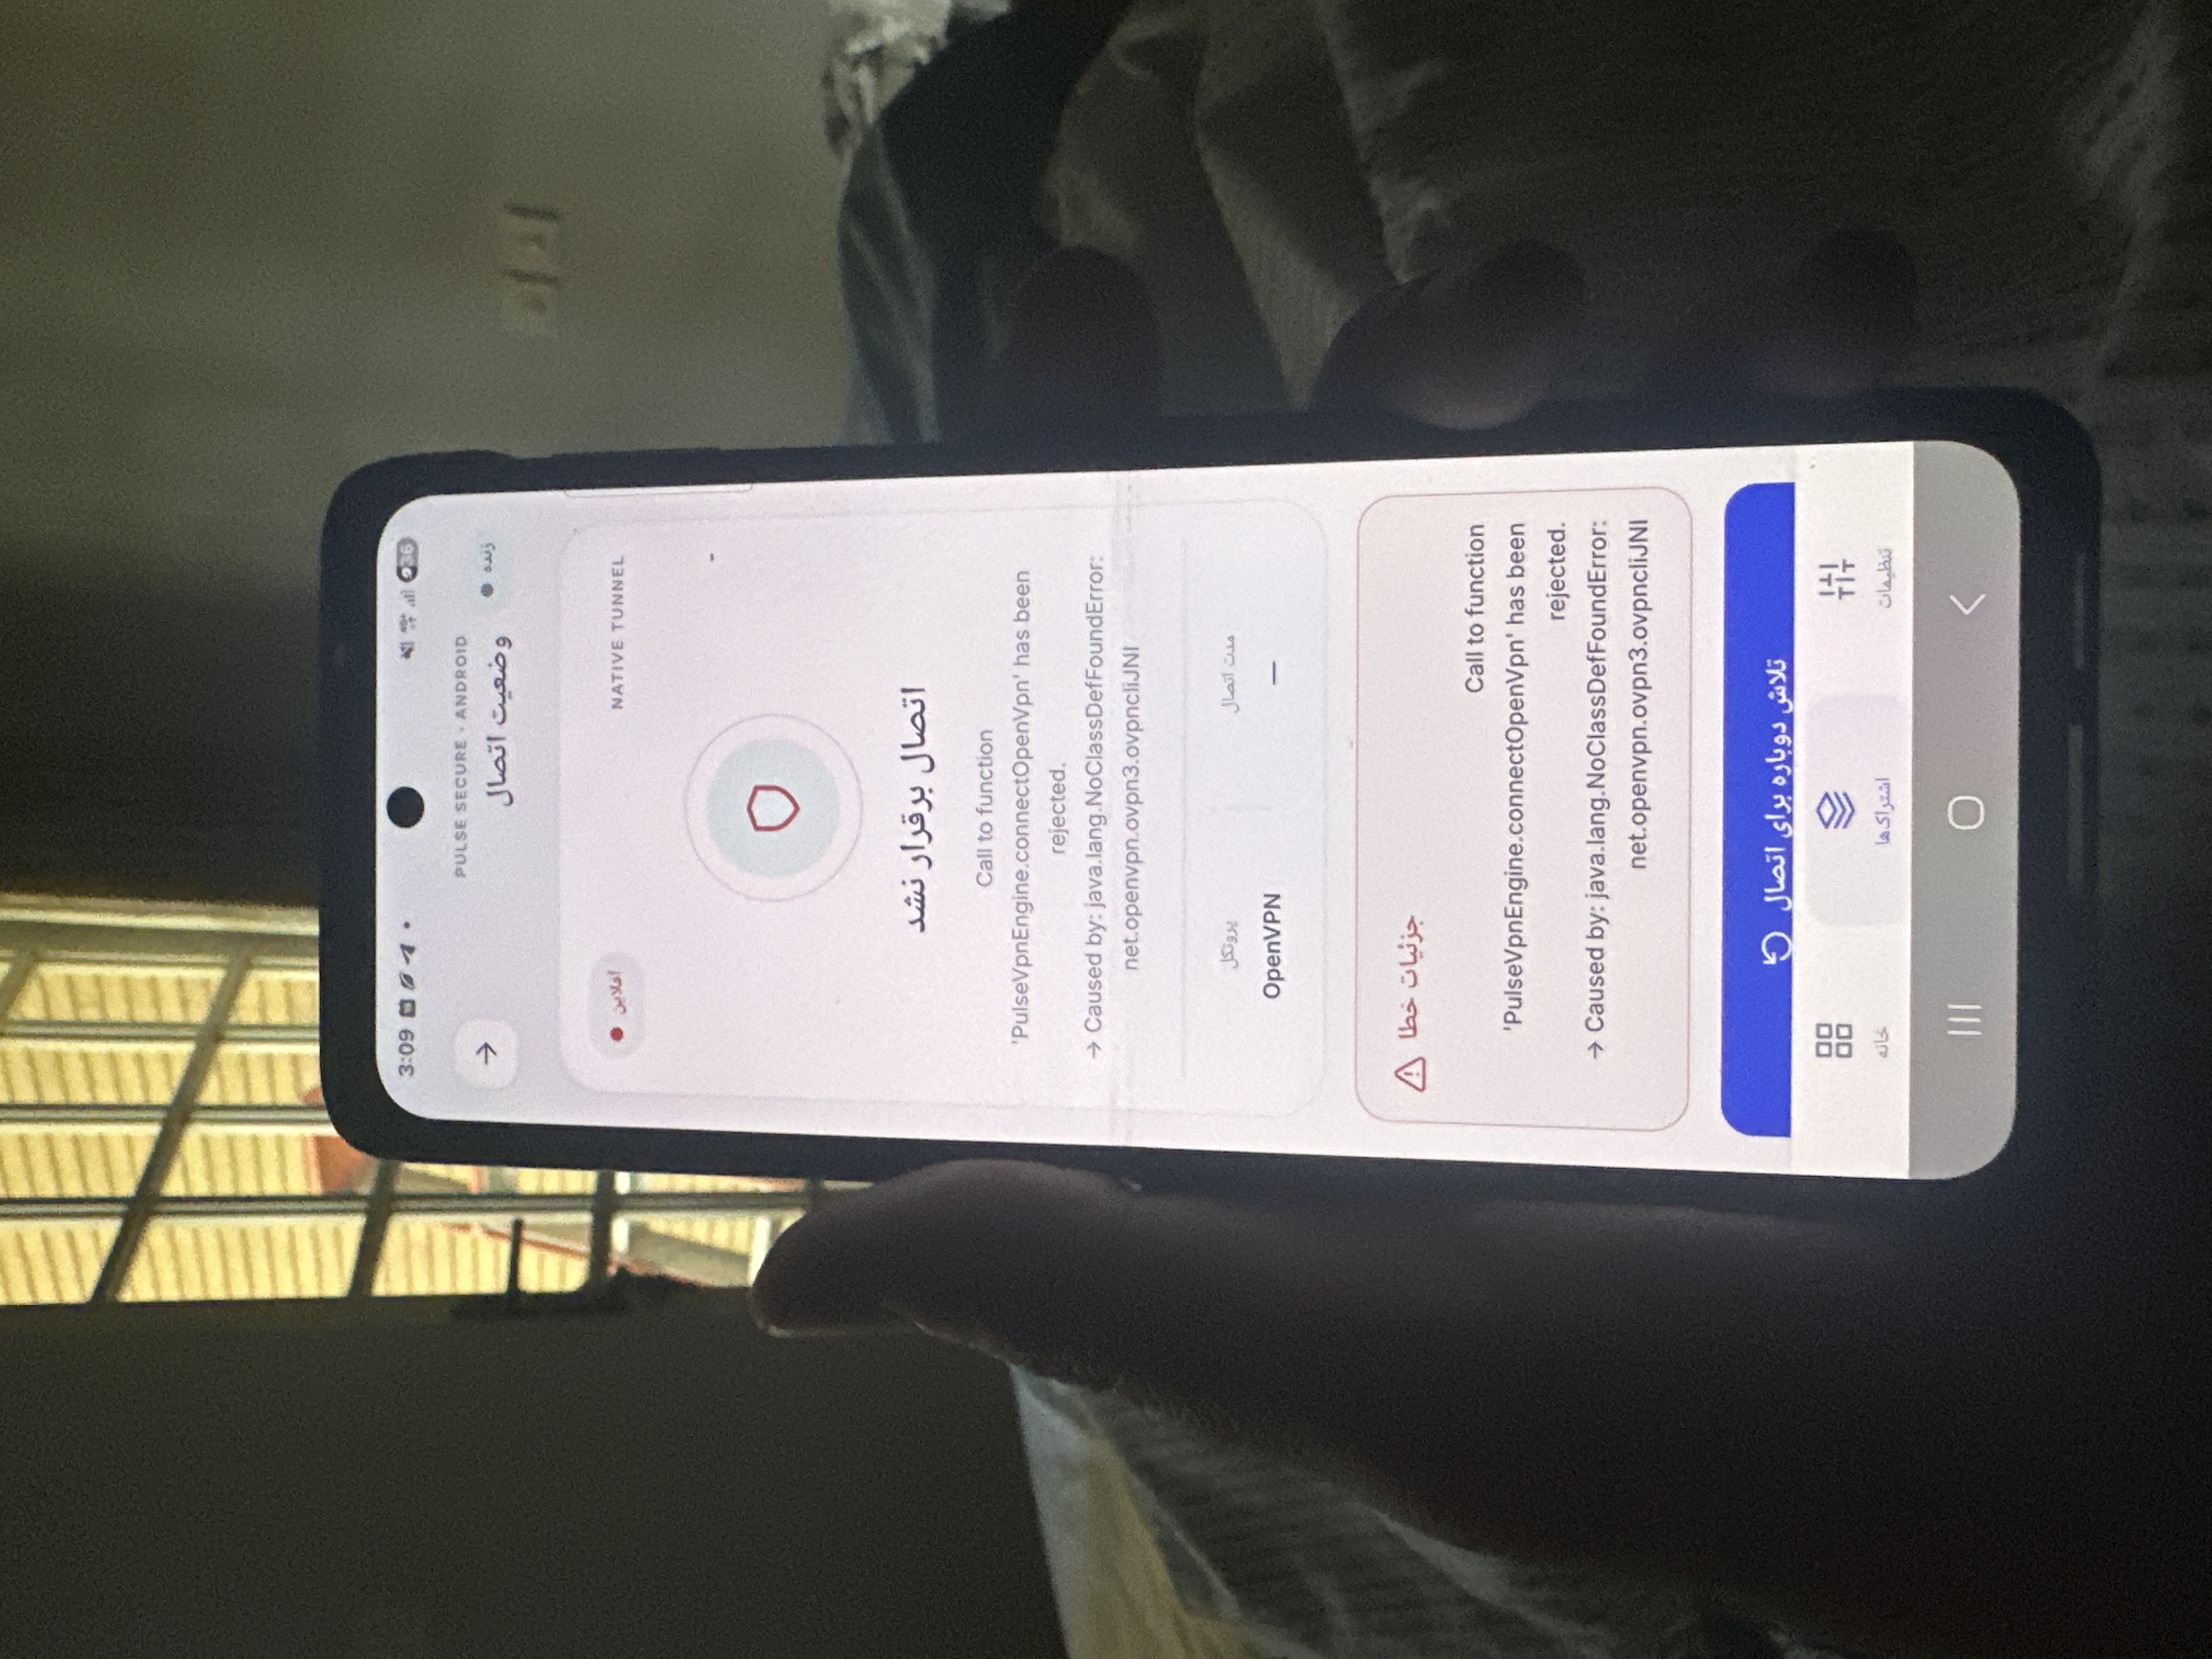 3:09
36
PULSE SECURE - ANDROID
وضعیت اتصال
زنده
آفلاین
NATIVE TUNNEL
اتصال برقرار نشد
Call to function
'PulseVpnEngine.connectOpenVpn' has been
rejected.
→ Caused by: java.lang.NoClassDefFoundError:
net.openvpn.ovpn3.ovpncliJNI
مدت اتصال
—
پروتکل
OpenVPN
جزئیات خطا
Call to function
'PulseVpnEngine.connectOpenVpn' has been
rejected.
→ Caused by: java.lang.NoClassDefFoundError:
net.openvpn.ovpn3.ovpncliJNI
تلاش دوباره برای اتصال
تنظیمات
اشتراک‌ها
خانه